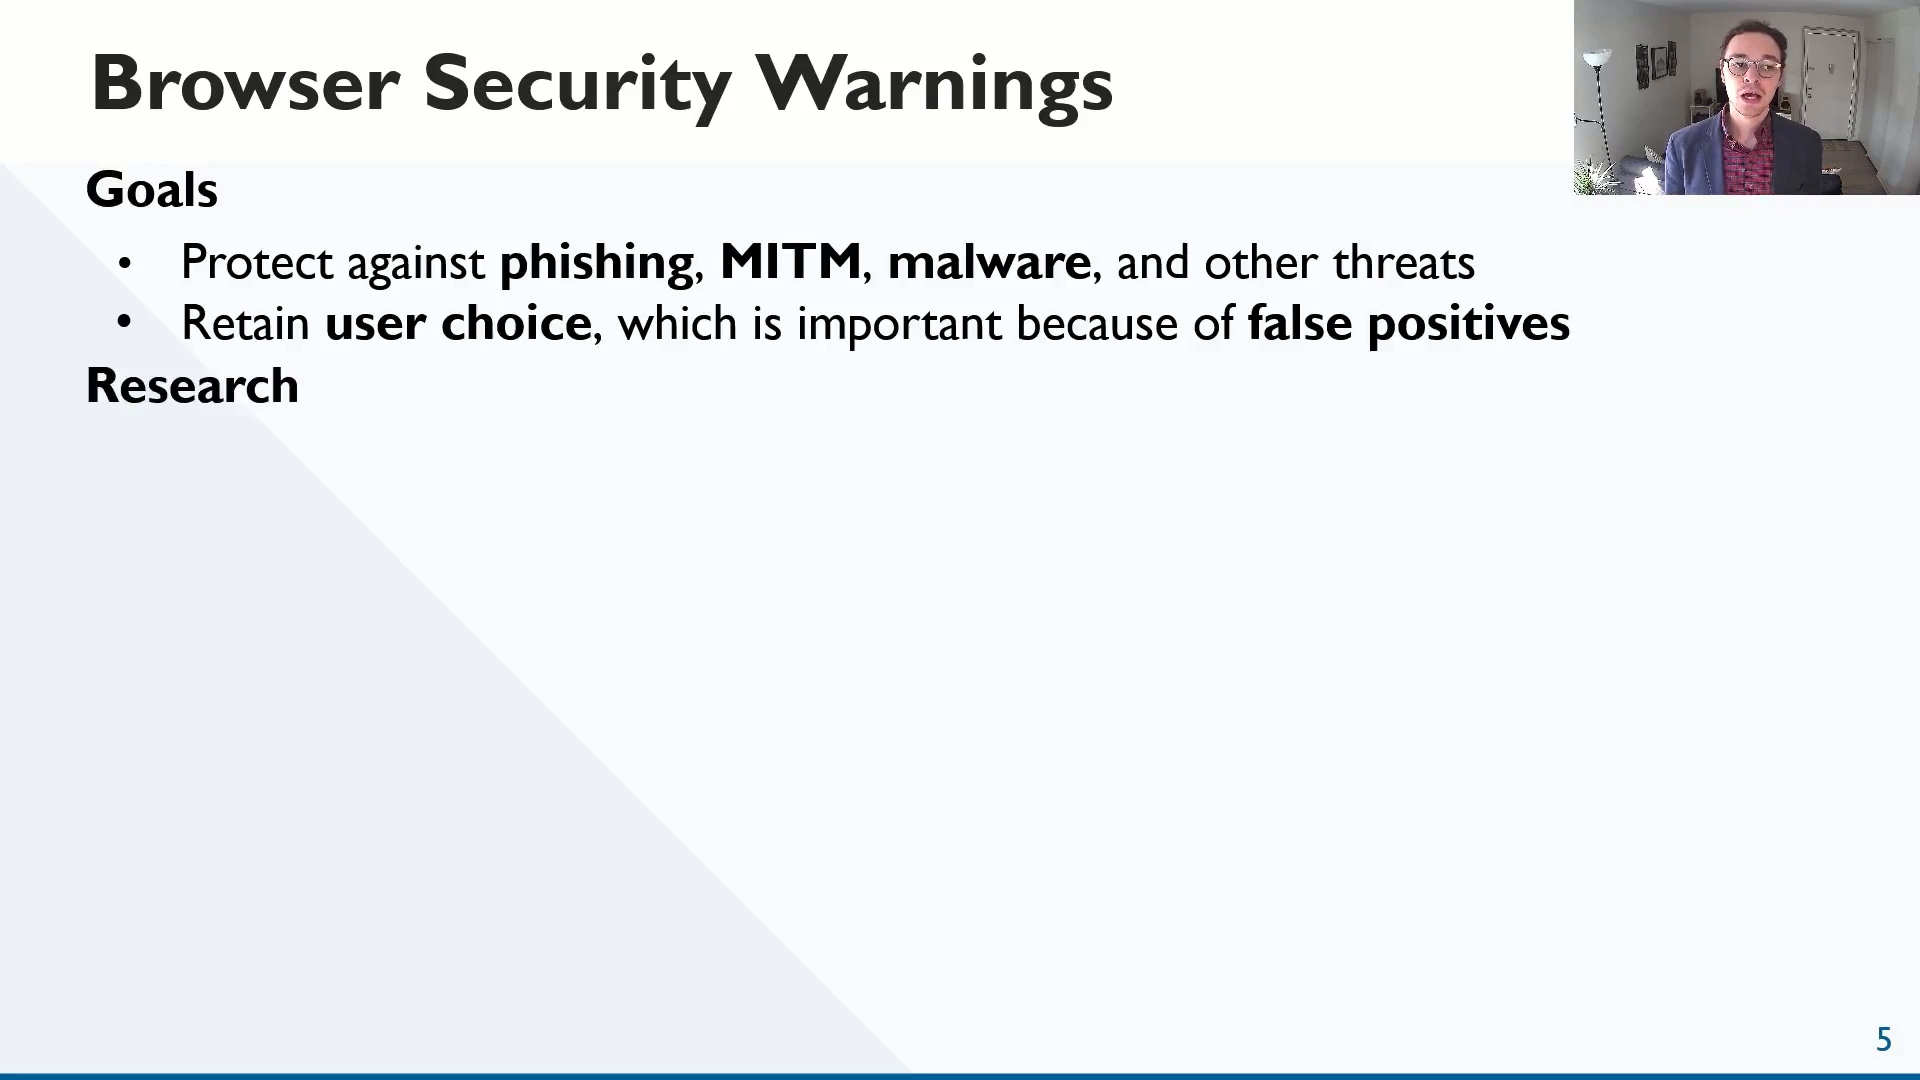 Browser Security Warnings
Goals
• Protect against phishing, MITM, malware, and other threats
• Retain user choice, which is important because of false positives
Research
5